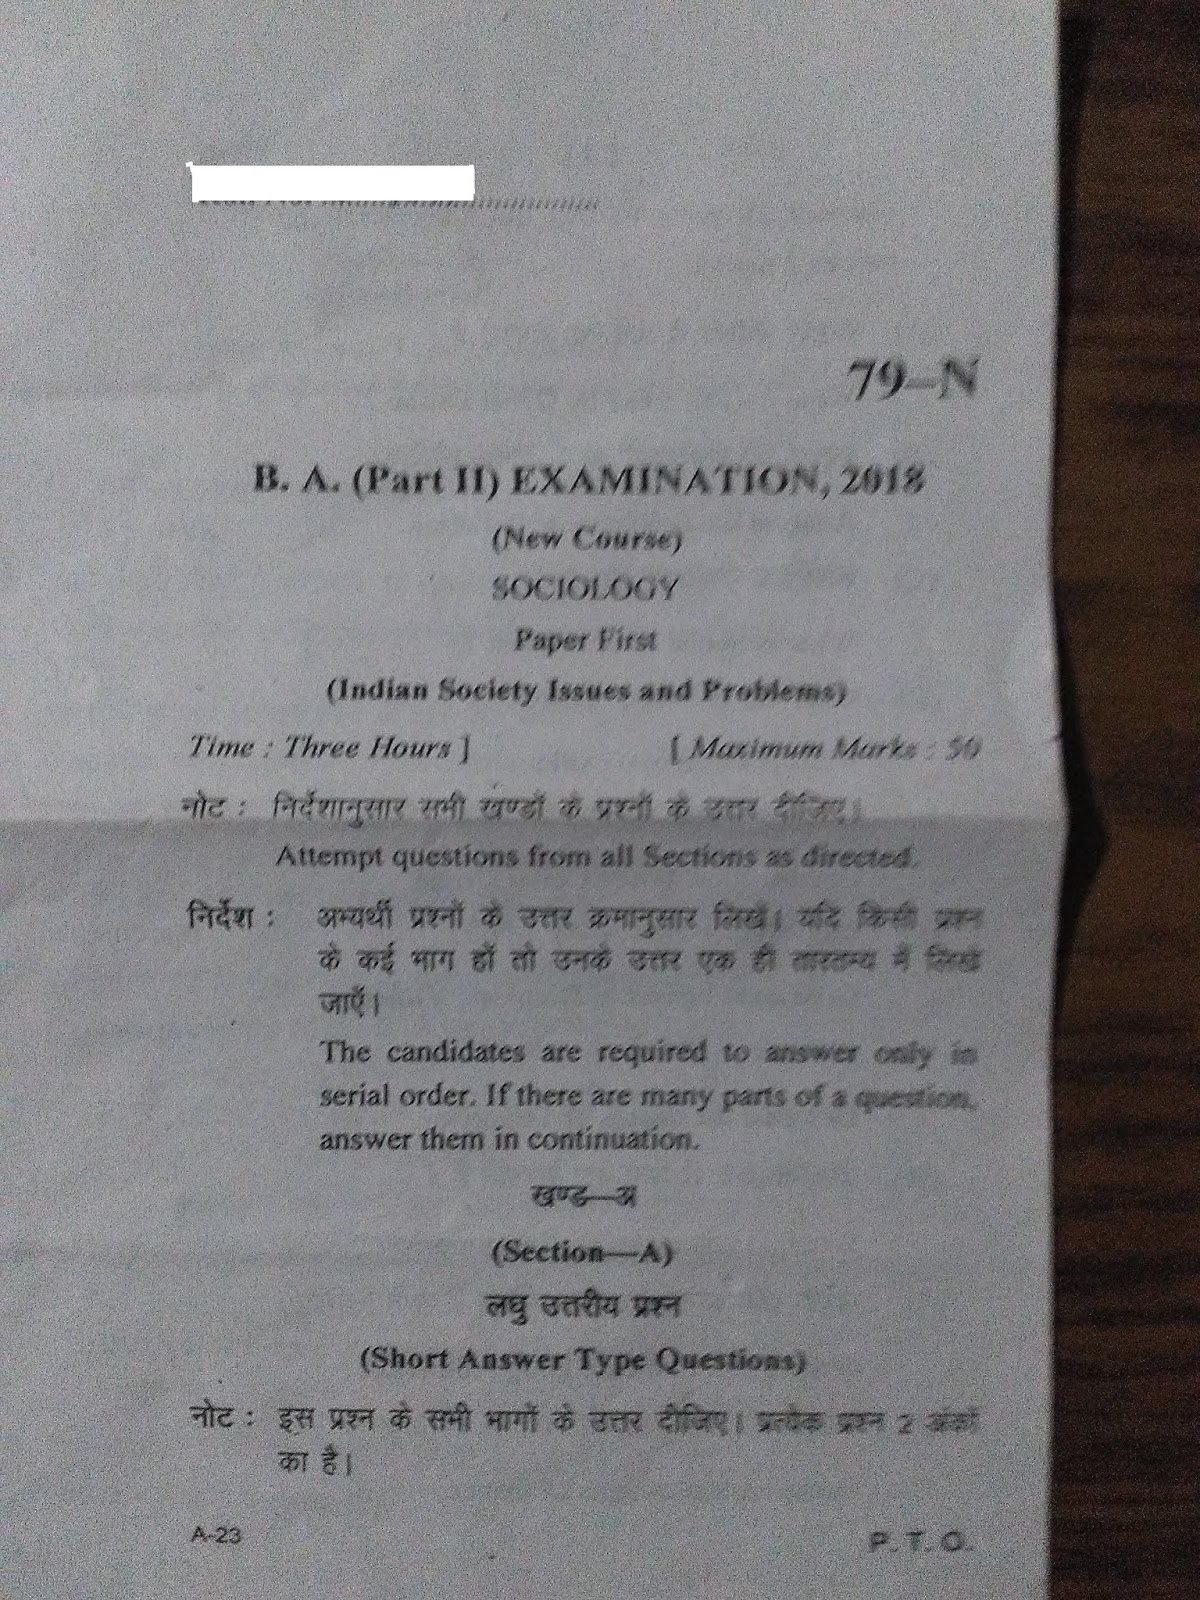 79–N
B. A. (Part II) EXAMINATION, 2018
(New Course)
SOCIOLOGY
Paper First
(Indian Society Issues and Problems)
Time : Three Hours ] [ Maximum Marks : 50
नोट : निर्देशानुसार सभी खण्डों के प्रश्नों के उत्तर दीजिए।
Attempt questions from all Sections as directed.
निर्देश : अभ्यर्थी प्रश्नों के उत्तर क्रमानुसार लिखें। यदि किसी प्रश्न
के कई भाग हों तो उनके उत्तर एक ही तारतम्य में लिखे
जाएँ।
The candidates are required to answer only in
serial order. If there are many parts of a question,
answer them in continuation.
खण्ड—अ
(Section—A)
लघु उत्तरीय प्रश्न
(Short Answer Type Questions)
नोट : इस प्रश्न के सभी भागों के उत्तर दीजिए। प्रत्येक प्रश्न 2 अंकों
का है।
A-23 P. T. O.